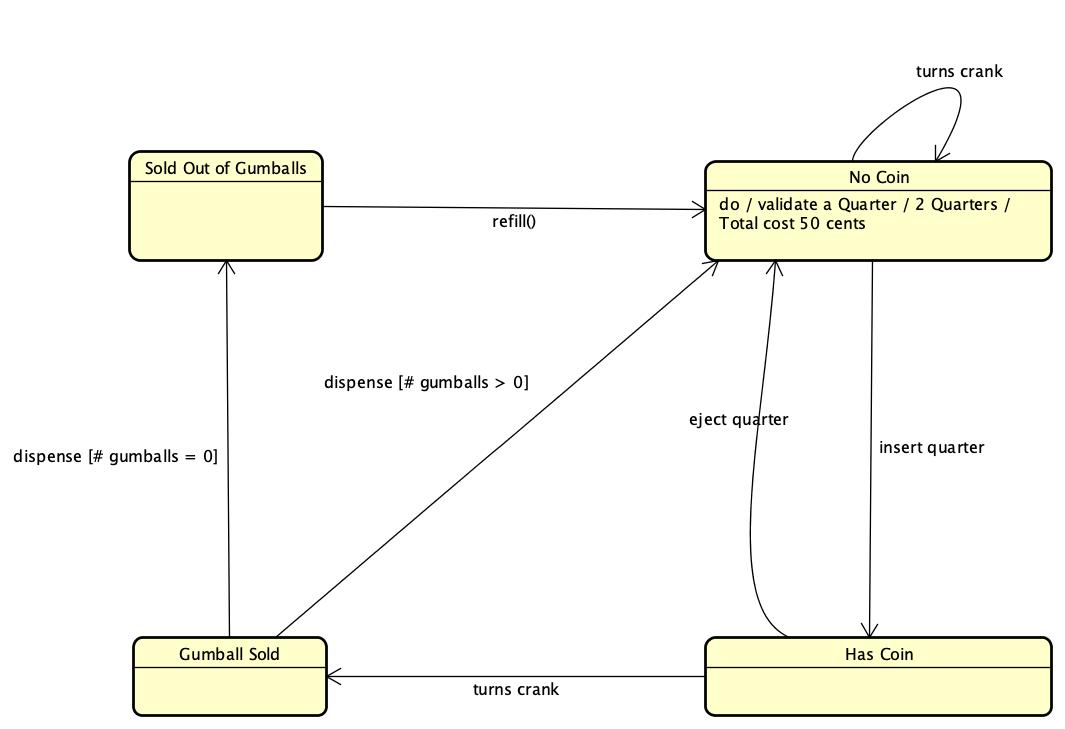 turns crank
Sold Out of Gumballs
No Coin
do / validate a Quarter / 2 Quarters /
Total cost 50 cents
refill()
dispense [# gumballs > 0]
eject quarter
insert quarter
dispense [# gumballs = 0]
Gumball Sold
Has Coin
turns crank